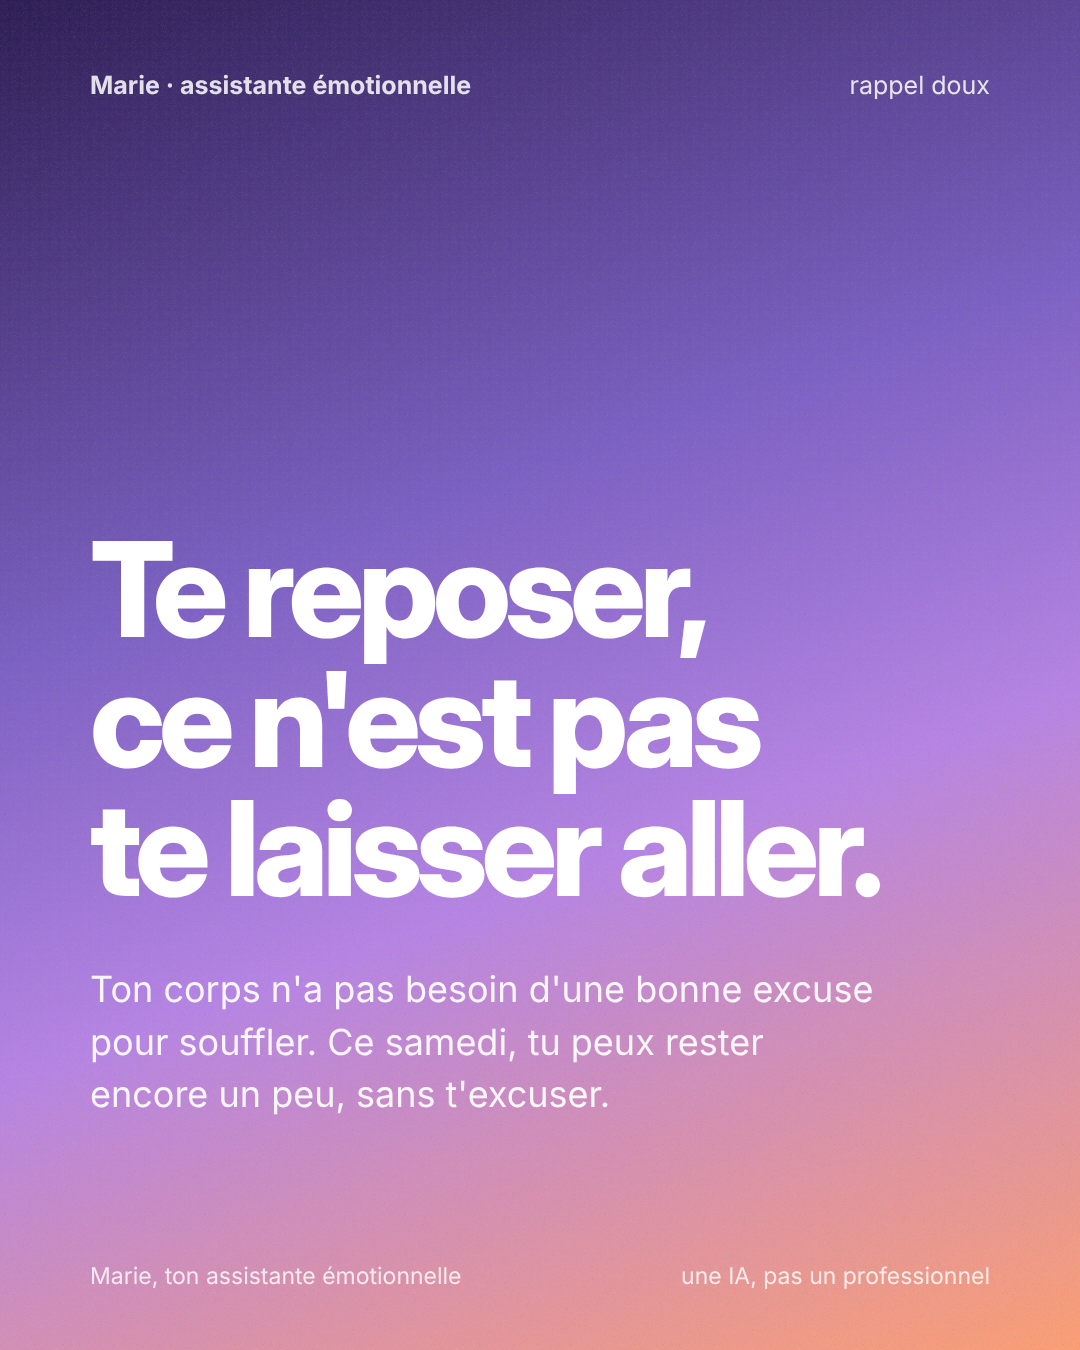 Marie · assistante émotionnelle
rappel doux
Te reposer,
ce n'est pas
te laisser aller.
Ton corps n'a pas besoin d'une bonne excuse
pour souffler. Ce samedi, tu peux rester
encore un peu, sans t'excuser.
Marie, ton assistante émotionnelle
une IA, pas un professionnel